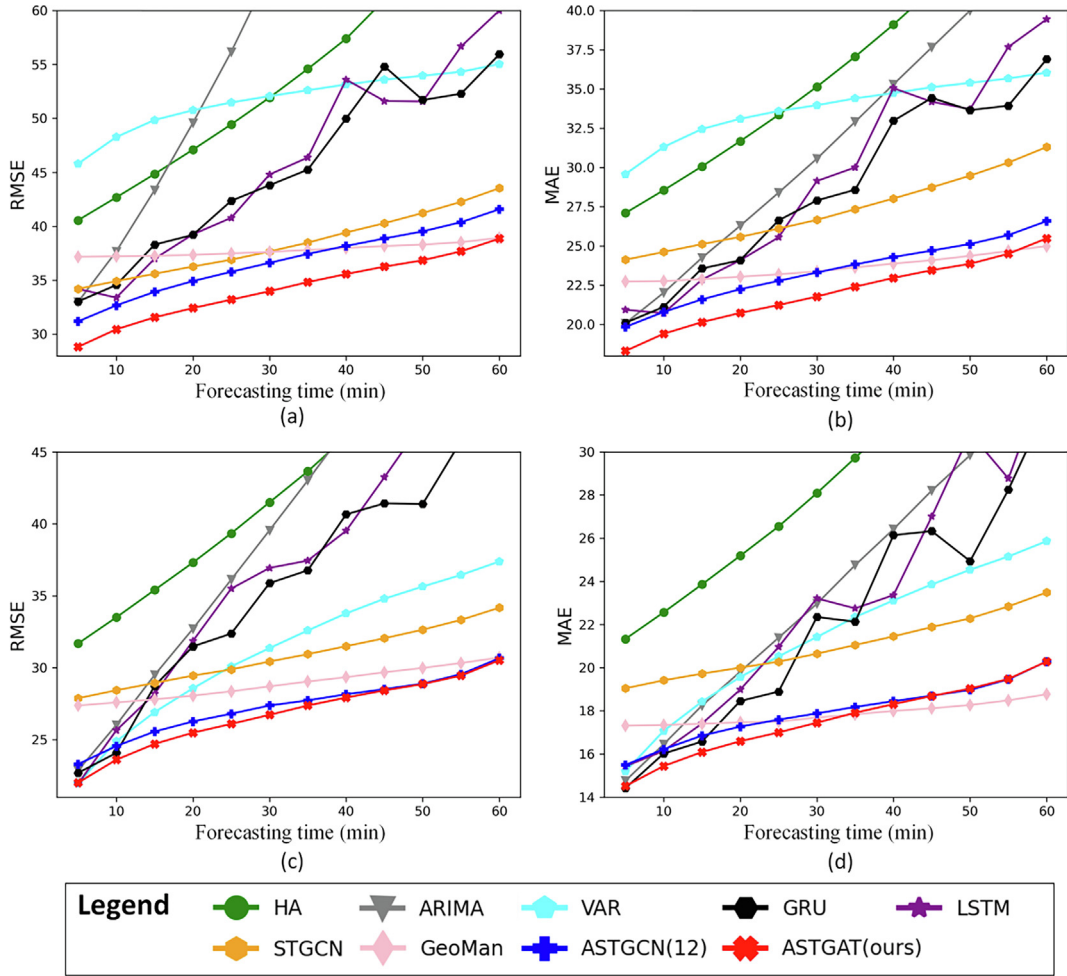 60
55
50
45
40
35
30
RMSE
10 20 30 40 50 60
Forecasting time (min)
(a)
40.0
37.5
35.0
32.5
30.0
27.5
25.0
22.5
20.0
MAE
10 20 30 40 50 60
Forecasting time (min)
(b)
45
40
35
30
25
RMSE
10 20 30 40 50 60
Forecasting time (min)
(c)
30
28
26
24
22
20
18
16
14
MAE
10 20 30 40 50 60
Forecasting time (min)
(d)
Legend
HA ARIMA VAR GRU LSTM
STGCN GeoMan ASTGCN(12) ASTGAT(ours)